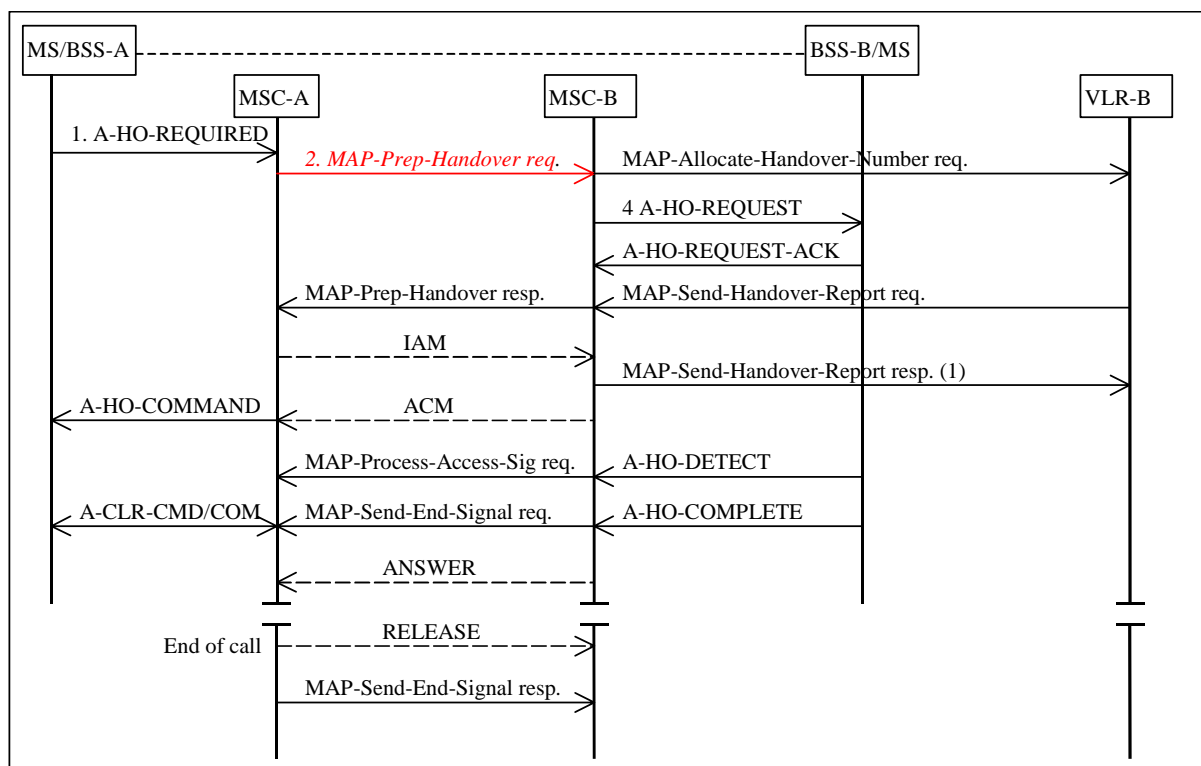 MS/BSS-A
BSS-B/MS
MSC-A
MSC-B
VLR-B
1. A-HO-REQUIRED
2. MAP-Prep-Handover req.
MAP-Allocate-Handover-Number req.
4 A-HO-REQUEST
A-HO-REQUEST-ACK
MAP-Prep-Handover resp.
MAP-Send-Handover-Report req.
IAM
MAP-Send-Handover-Report resp. (1)
A-HO-COMMAND
ACM
MAP-Process-Access-Sig req.
A-HO-DETECT
A-CLR-CMD/COM
MAP-Send-End-Signal req.
A-HO-COMPLETE
ANSWER
End of call
RELEASE
MAP-Send-End-Signal resp.